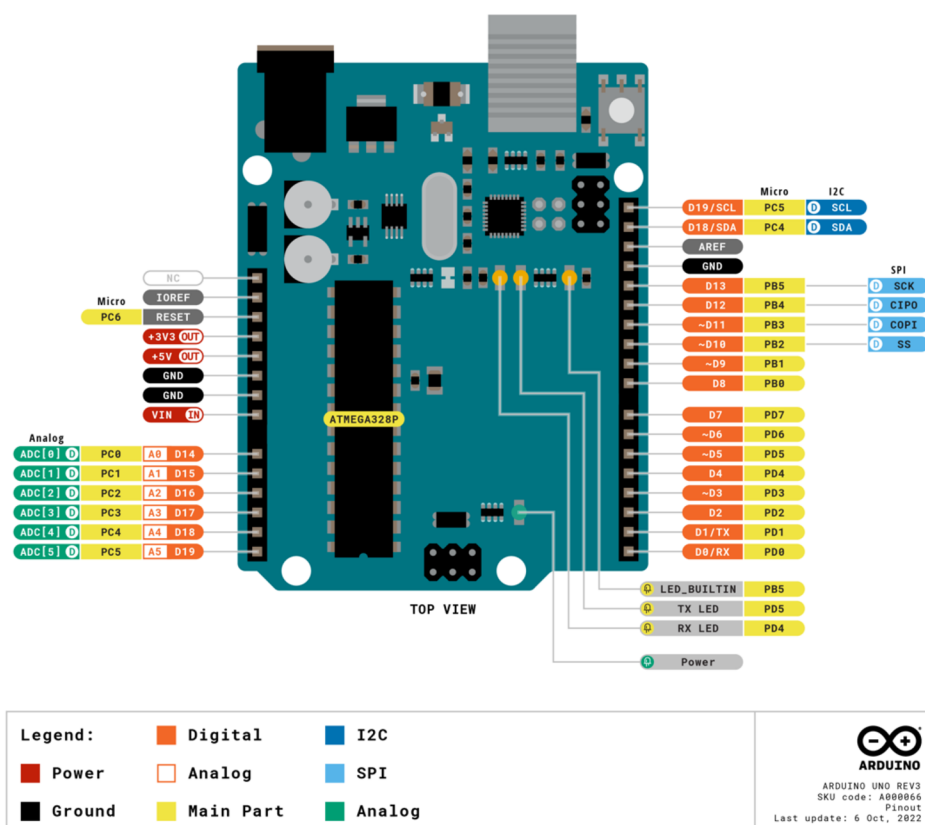 Micro I2C
D19/SCL PC5 D SCL
D18/SDA PC4 D SDA
AREF
GND
SPI
D13 PB5 D SCK
D12 PB4 D CIPO
~D11 PB3 D COPI
~D10 PB2 D SS
~D9 PB1
D8 PB0
D7 PD7
~D6 PD6
~D5 PD5
D4 PD4
~D3 PD3
D2 PD2
D1/TX PD1
D0/RX PD0
NC
IOREF
Micro
PC6 RESET
+3V3 OUT
+5V OUT
GND
GND
VIN IN
Analog
ADC[0] D PC0 A0 D14
ADC[1] D PC1 A1 D15
ADC[2] D PC2 A2 D16
ADC[3] D PC3 A3 D17
ADC[4] D PC4 A4 D18
ADC[5] D PC5 A5 D19
ATMEGA328P
TOP VIEW
LED_BUILTIN PB5
TX LED PD5
RX LED PD4
Power
Legend:
Digital
I2C
Power
Analog
SPI
Ground
Main Part
Analog
ARDUINO
ARDUINO UNO REV3
SKU code: A000066
Pinout
Last update: 6 Oct, 2022